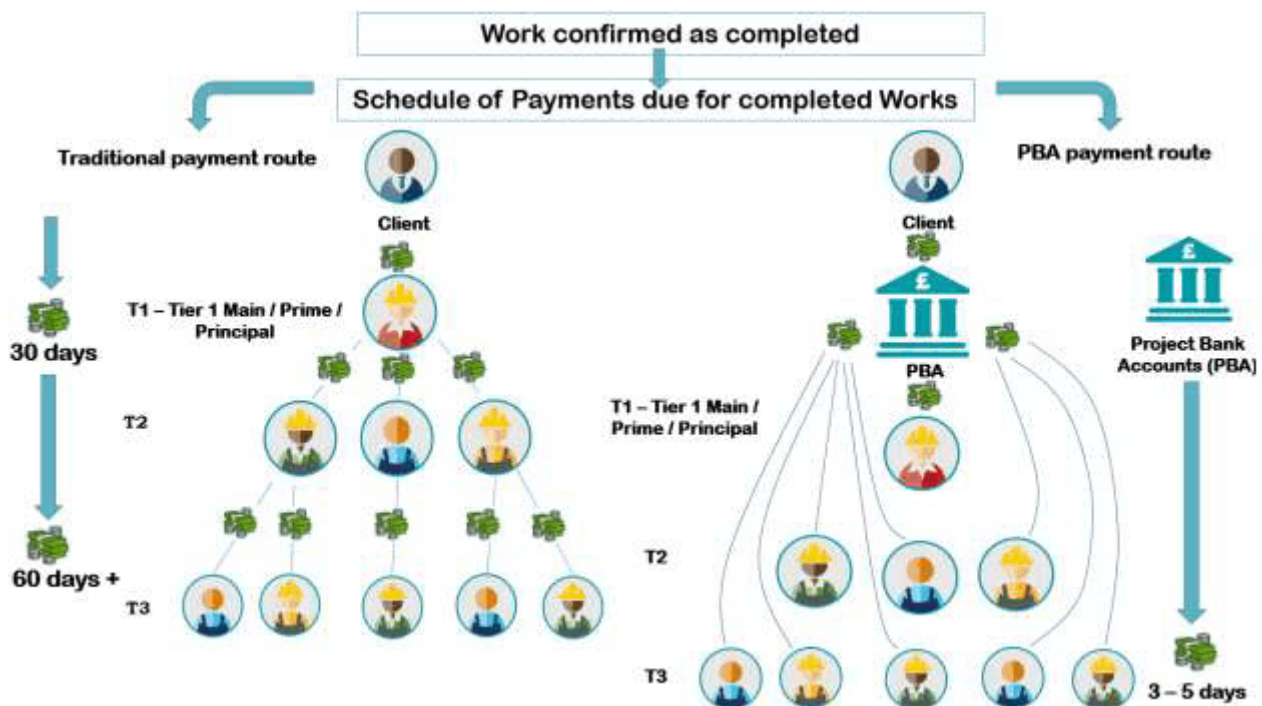 Work confirmed as completed
Schedule of Payments due for completed Works
Traditional payment route
Client
T1 – Tier 1 Main / Prime /
Principal
30 days
T2
60 days +
T3
PBA payment route
Client
£
£
Project Bank
Accounts (PBA)
PBA
T1 – Tier 1 Main /
Prime / Principal
T2
T3
3 – 5 days